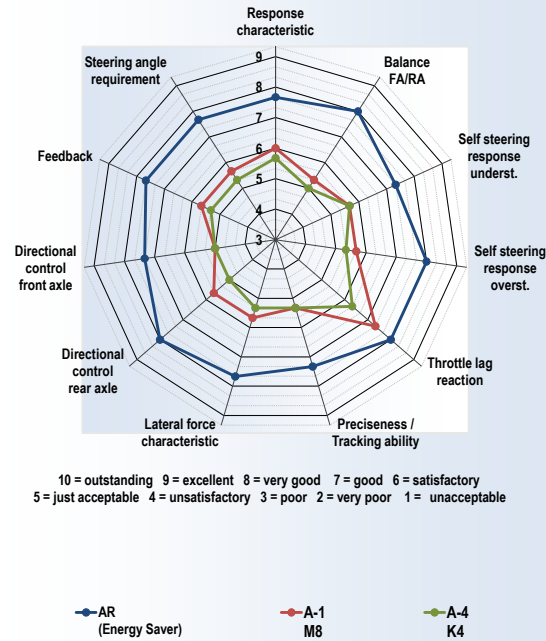 Response
characteristic
Steering angle
requirement
Balance
FA/RA
Feedback
Self steering
response
underst.
Directional
control
front axle
Self steering
response
overst.
Directional
control
rear axle
Throttle lag
reaction
Lateral force
characteristic
Preciseness /
Tracking ability
9
8
7
6
5
4
3
10 = outstanding 9 = excellent 8 = very good 7 = good 6 = satisfactory
5 = just acceptable 4 = unsatisfactory 3 = poor 2 = very poor 1 = unacceptable
AR
(Energy Saver)
A-1
M8
A-4
K4